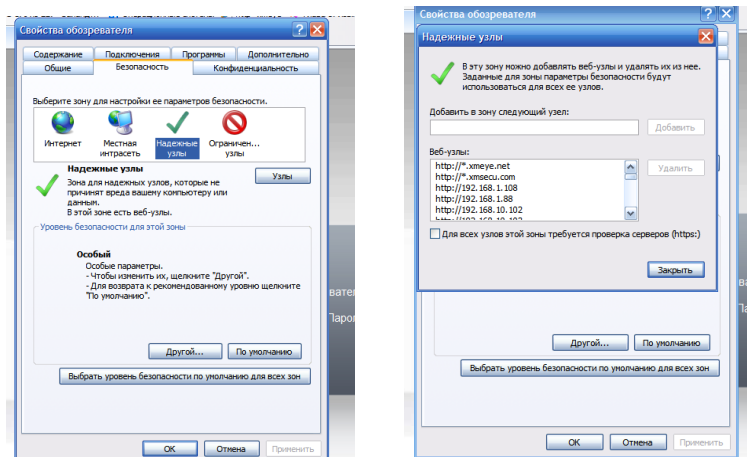 Свойства обозревателя
Содержание
Подключения
Программы
Дополнительно
Общие
Безопасность
Конфиденциальность
Выберите зону для настройки ее параметров безопасности.
Интернет
Местная
интрасеть
Надежные
узлы
Ограничен...
узлы
Надежные узлы
Зона для надежных узлов, которые не
причинят вреда вашему компьютеру или
данным.
В этой зоне есть веб-узлы.
Узлы
Уровень безопасности для этой зоны
Особый
Особые параметры.
- Чтобы изменить их, щелкните "Другой".
- Для возврата к рекомендованному уровню щелкните
"По умолчанию".
Другой...
По умолчанию
Выбрать уровень безопасности по умолчанию для всех зон
OK
Отмена
Применить
Свойства обозревателя
Надежные узлы
В эту зону можно добавлять веб-узлы и удалять их из нее.
Заданные для зоны параметры безопасности будут
использоваться для всех ее узлов.
Добавить в зону следующий узел:
Добавить
Веб-узлы:
http://*.xmeye.net
http://*.xmsecu.com
http://192.168.1.108
http://192.168.1.88
http://192.168.10.102
Удалить
Для всех узлов этой зоны требуется проверка серверов (https:)
Закрыть
Другой...
По умолчанию
Выбрать уровень безопасности по умолчанию для всех зон
OK
Отмена
Применить